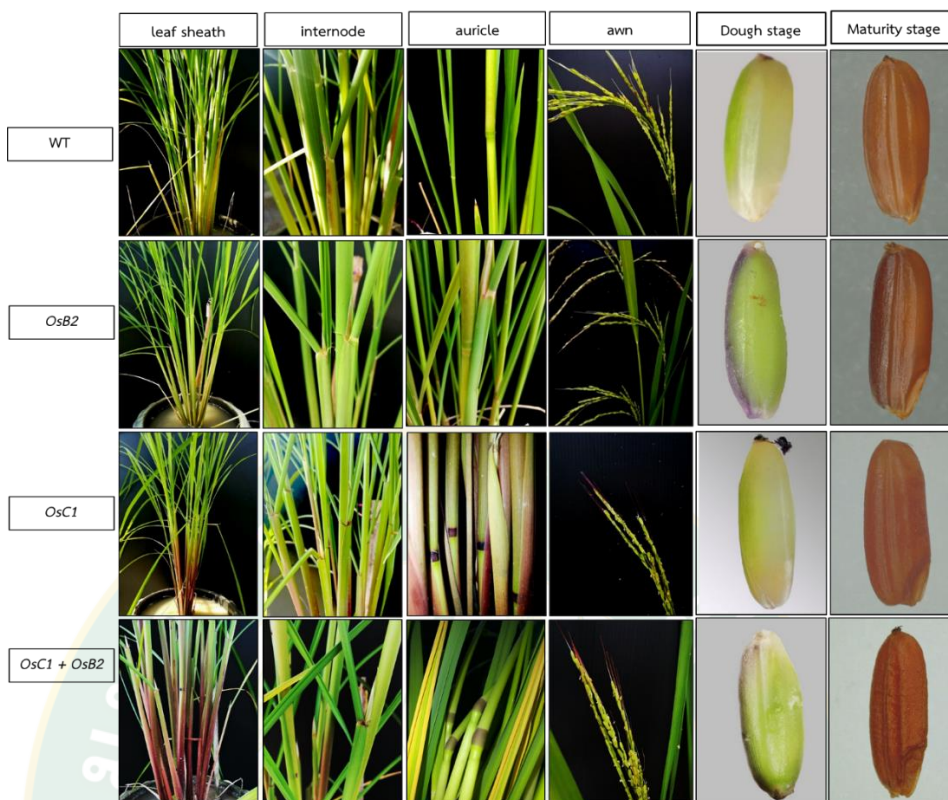 leaf sheath
internode
auricle
awn
Dough stage
Maturity stage
WT
OsB2
OsC1
OsC1 + OsB2